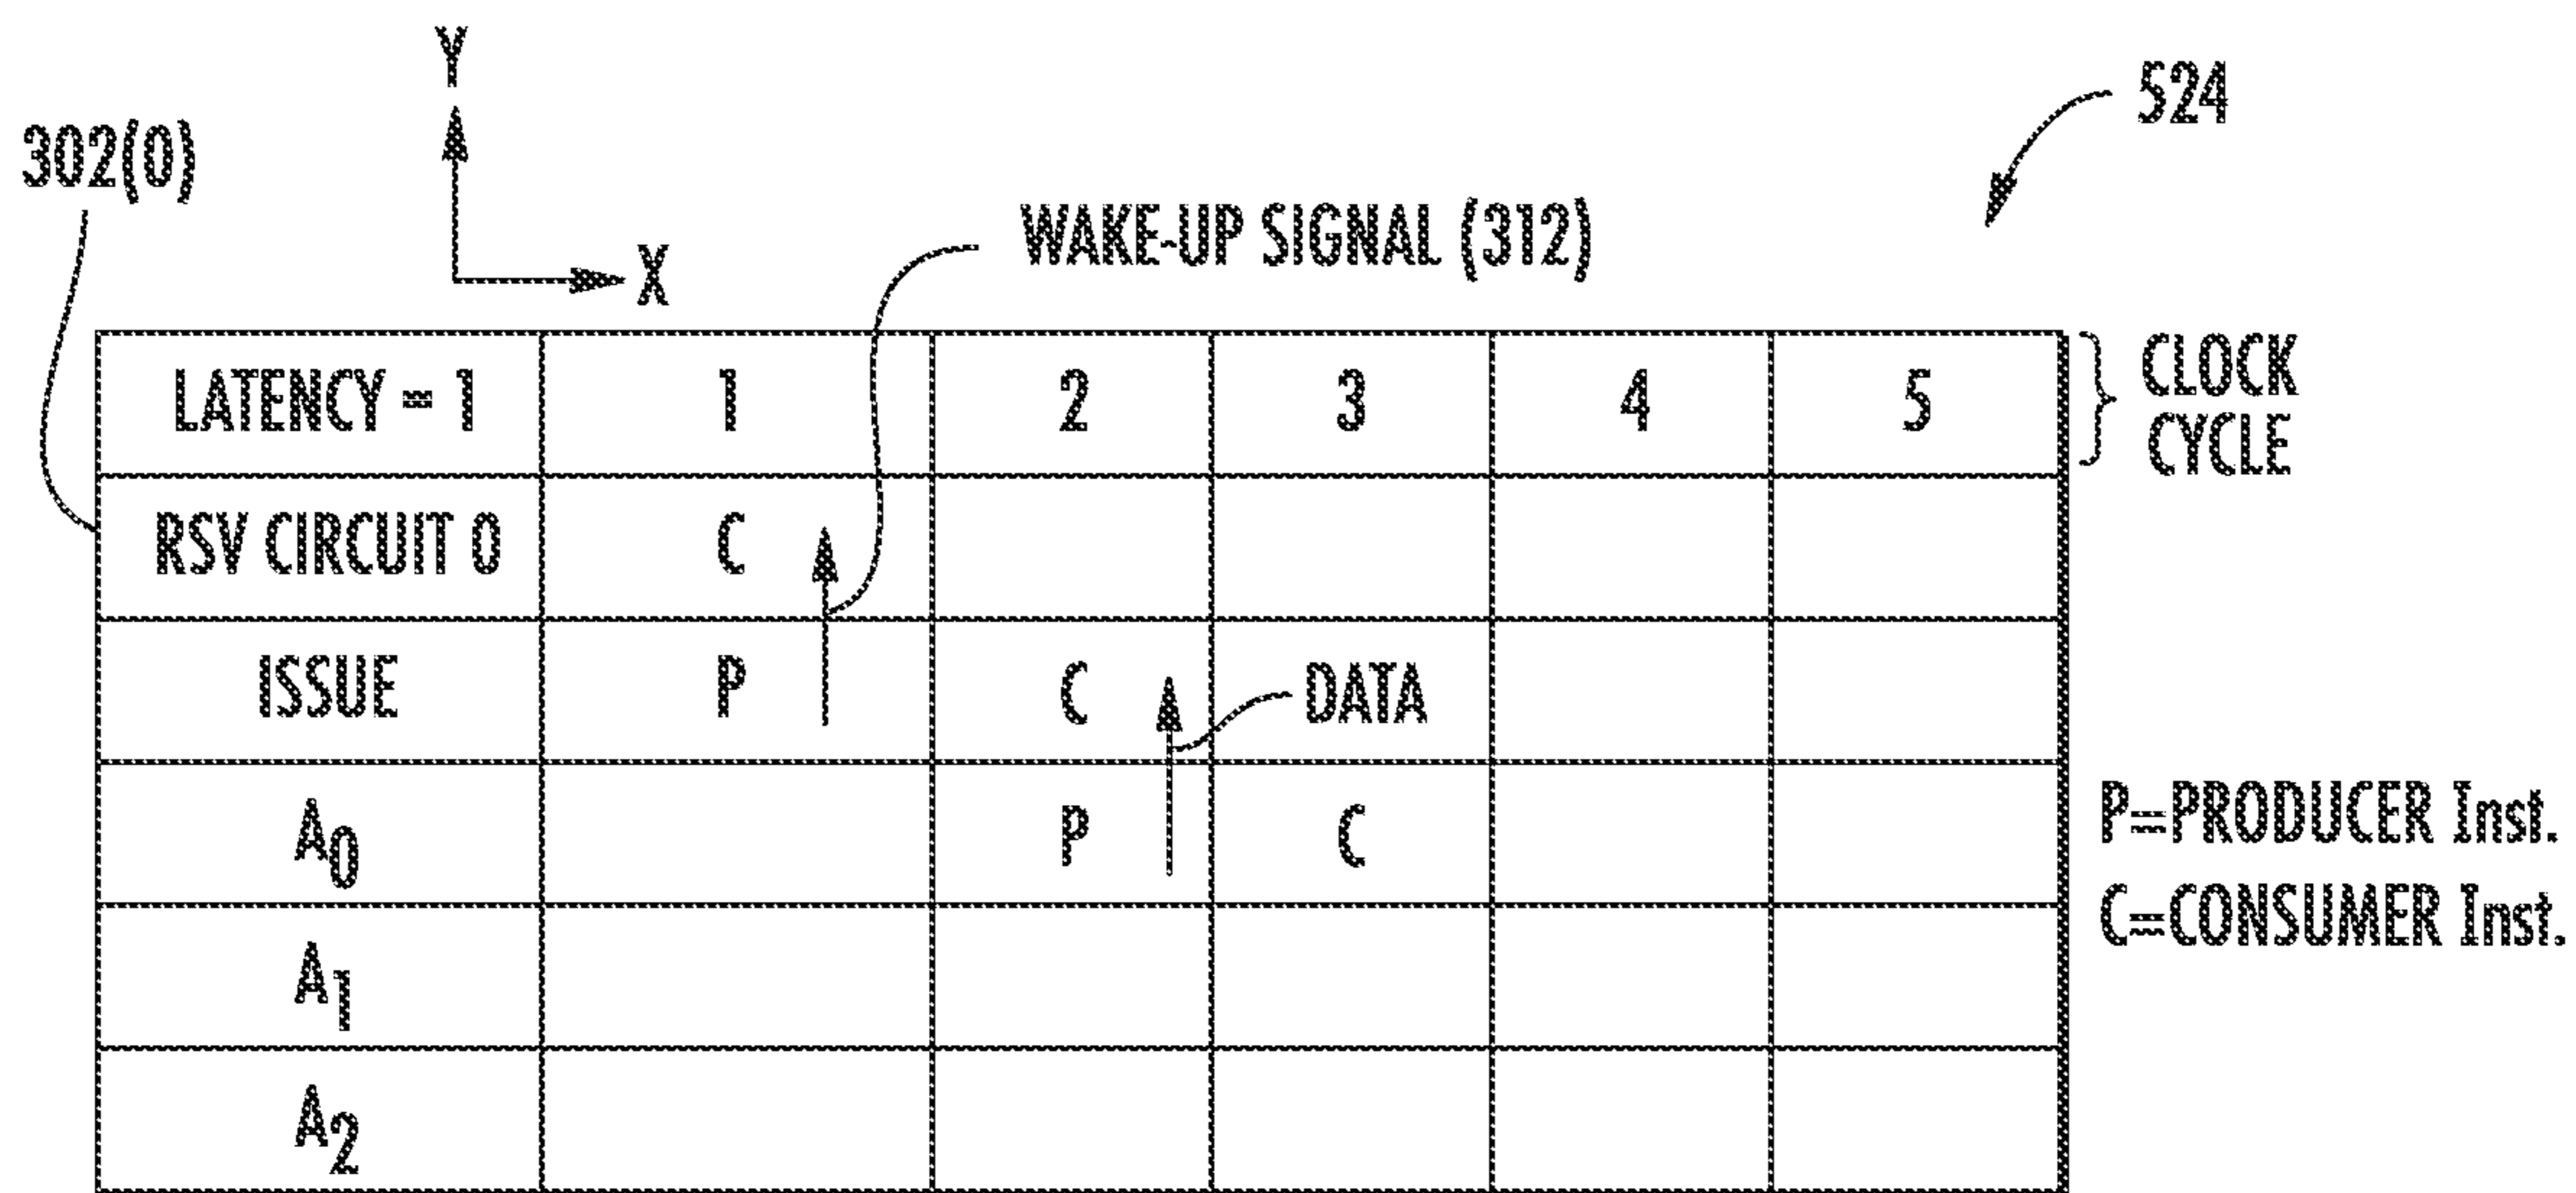 Y
524
302(0)
WAKE-UP SIGNAL (312)
X
LATENCY = 1 1 2 3 4 5
CLOCK
CYCLE
RSV CIRCUIT 0 C
ISSUE P C DATA
A0 P C
P=PRODUCER Inst.
C=CONSUMER Inst.
A1
A2